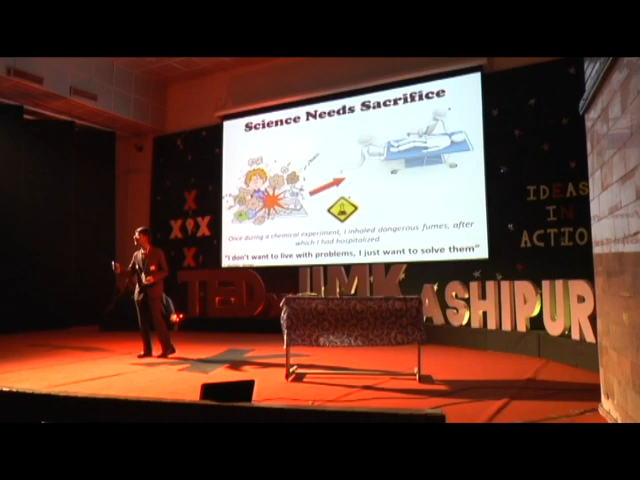 Science Needs Sacrifice
Once during a chemical experiment, I inhaled dangerous fumes, after
which I had hospitalized
"I don't want to live with problems, I just want to solve them"
IDEAS
IN
ACTIO
X
X X
X
TEDx IIMKASHIPUR